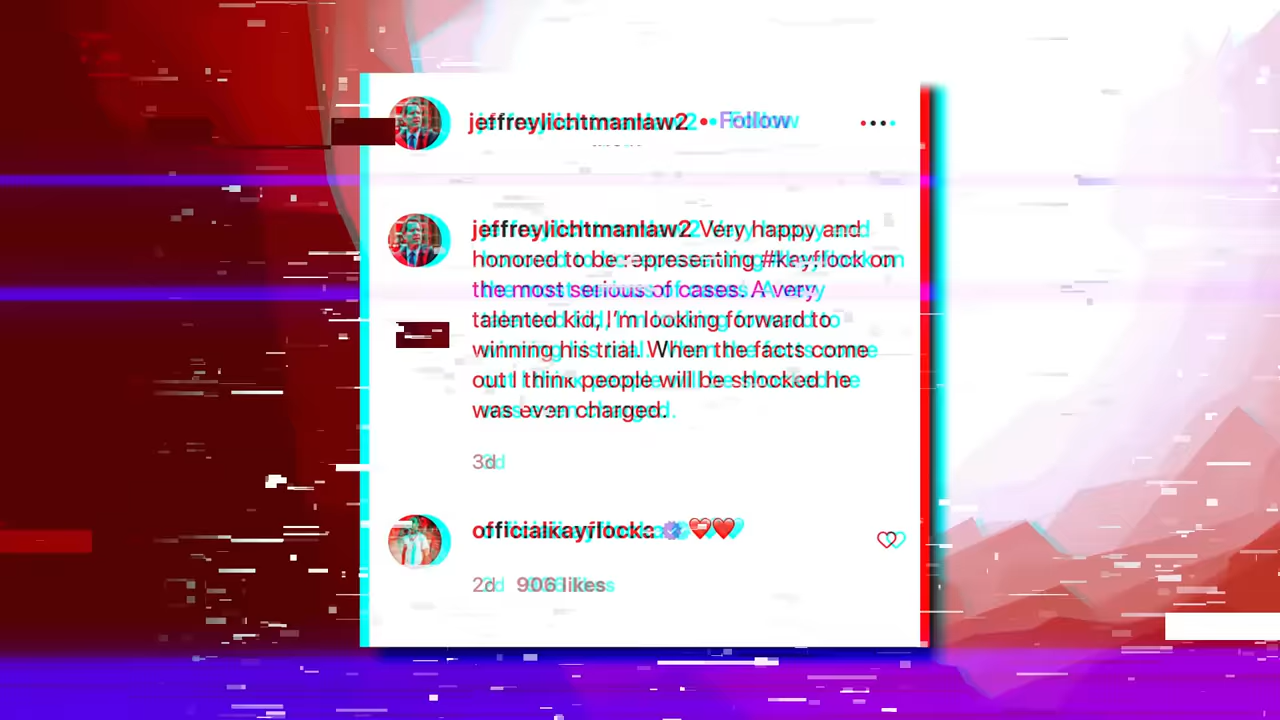 jeffreylichtmanlaw2 • Follow
jeffreylichtmanlaw2 Very happy and
honored to be representing #kayflock on
the most serious of cases. A very
talented kid, I'm looking forward to
winning his trial. When the facts come
out I think people will be shocked he
was even charged.
3d
officialkayflocka ❤️❤️
2d 906 likes